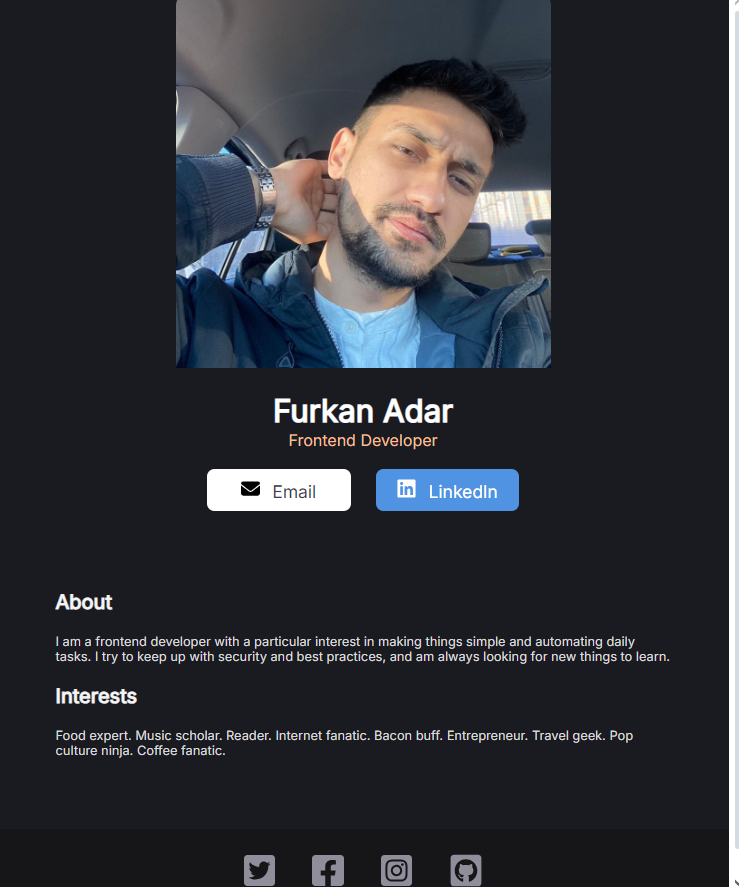 Furkan Adar
Frontend Developer
Email
LinkedIn
About
I am a frontend developer with a particular interest in making things simple and automating daily
tasks. I try to keep up with security and best practices, and am always looking for new things to learn.
Interests
Food expert. Music scholar. Reader. Internet fanatic. Bacon buff. Entrepreneur. Travel geek. Pop
culture ninja. Coffee fanatic.